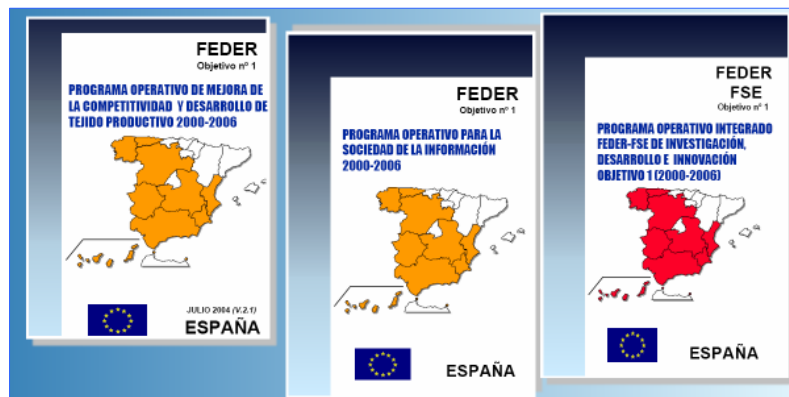 FEDER
Objetivo nº 1
PROGRAMA OPERATIVO DE MEJORA DE
LA COMPETITIVIDAD Y DESARROLLO DE
TEJIDO PRODUCTIVO 2000-2006
JULIO 2004 (V.2.1)
ESPAÑA
FEDER
Objetivo nº 1
PROGRAMA OPERATIVO PARA LA
SOCIEDAD DE LA INFORMACIÓN
2000-2006
ESPAÑA
FEDER
FSE
Objetivo nº 1
PROGRAMA OPERATIVO INTEGRADO
FEDER-FSE DE INVESTIGACIÓN,
DESARROLLO E INNOVACIÓN
OBJETIVO 1 (2000-2006)
ESPAÑA